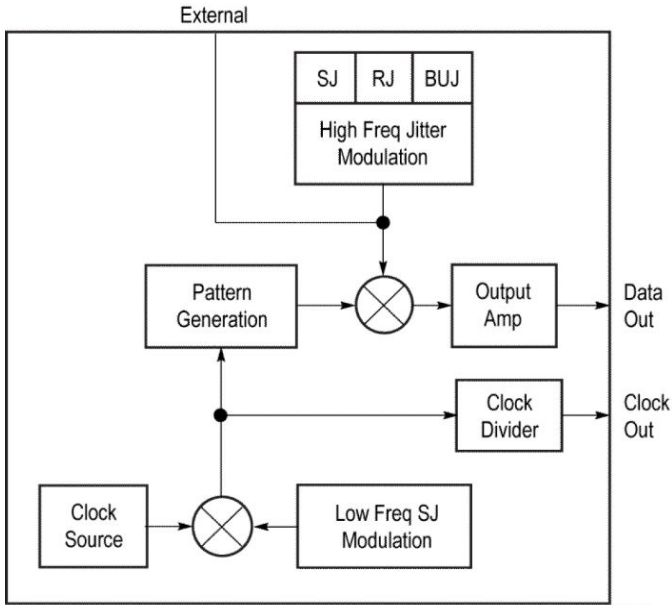 External
SJ RJ BUJ
High Freq Jitter
Modulation
Pattern
Generation
Output
Amp
Data
Out
Clock
Divider
Clock
Out
Clock
Source
Low Freq SJ
Modulation